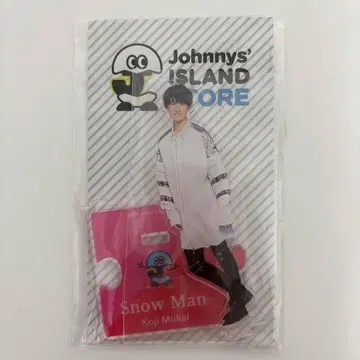 Johnnys'
ISLAND
STORE
Snow Man
Koji Mukai